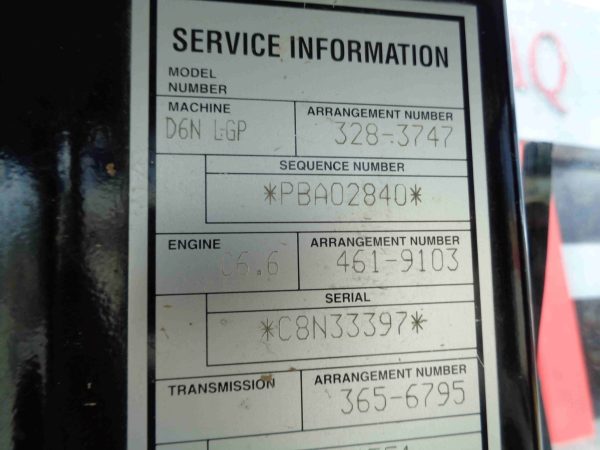 SERVICE INFORMATION
MODEL
NUMBER
MACHINE ARRANGEMENT NUMBER
D6N LGP 328-3747
SEQUENCE NUMBER
*PBA02840*
ENGINE ARRANGEMENT NUMBER
C6.6 461-9103
SERIAL
*C8N33397*
TRANSMISSION ARRANGEMENT NUMBER
365-6795